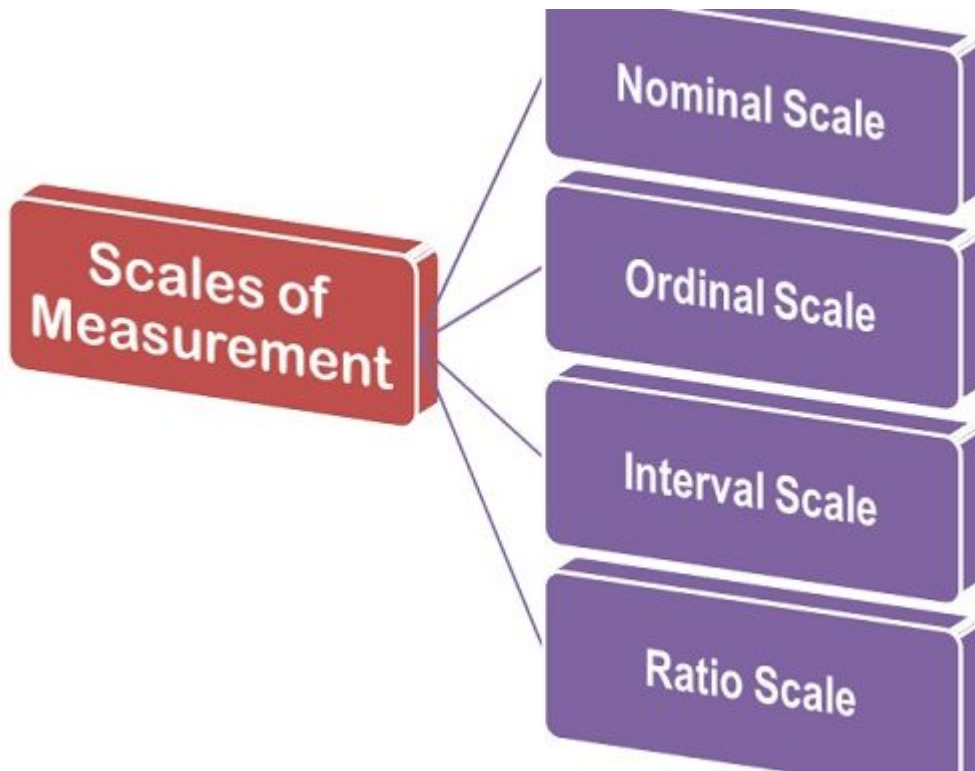 Scales of
Measurement
Nominal Scale
Ordinal Scale
Interval Scale
Ratio Scale